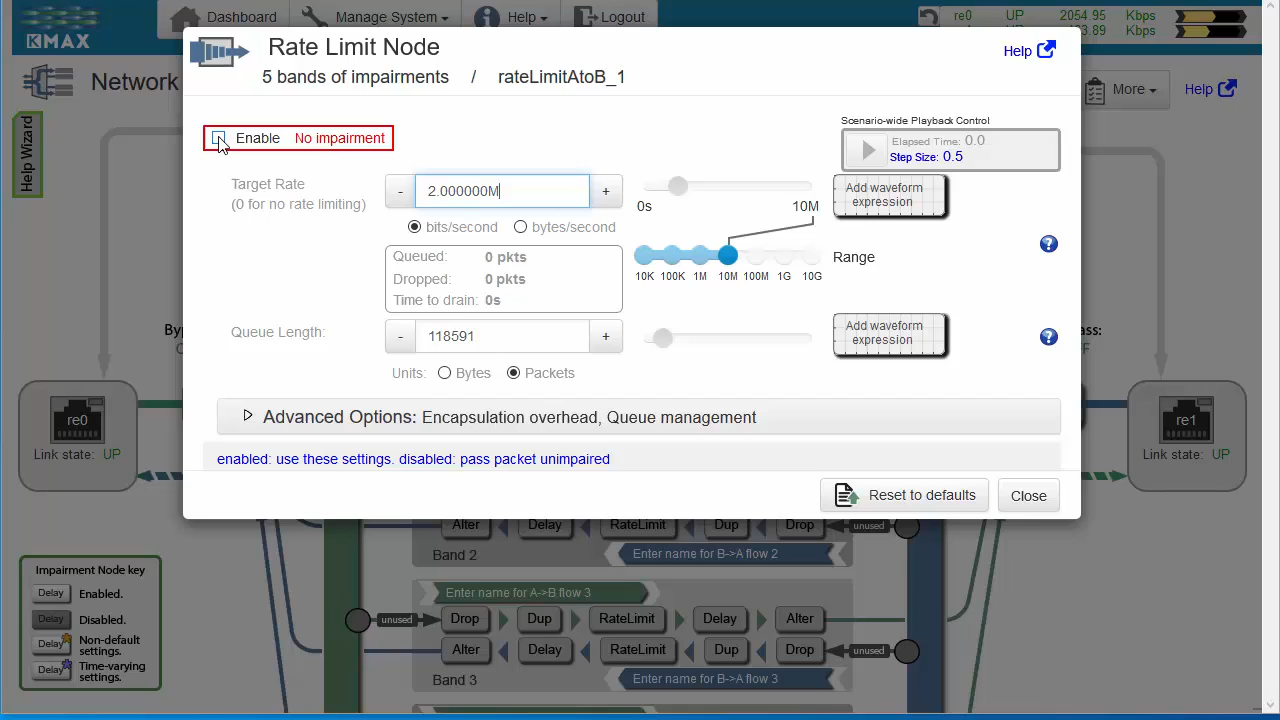 KMAX
Dashboard
Manage System
Help
Logout
re0 UP 2054.95 Kbps
UP 3.89 Kbps
Network
More
Help
Help Wizard
Rate Limit Node
Help
5 bands of impairments / rateLimitAtoB_1
Enable No impairment
Scenario-wide Playback Control
Elapsed Time: 0.0
Step Size: 0.5
Target Rate
(0 for no rate limiting)
- 2.000000M +
0s 10M
Add waveform
expression
bits/second bytes/second
Queued: 0 pkts
Dropped: 0 pkts
Time to drain: 0s
Range
10K 100K 1M 10M 100M 1G 10G
Queue Length:
- 118591 +
Add waveform
expression
Units: Bytes Packets
Advanced Options: Encapsulation overhead, Queue management
enabled: use these settings. disabled: pass packet unimpaired
Reset to defaults
Close
re0
Link state: UP
re1
Link state: UP
Alter Delay RateLimit Dup Drop unused
Band 2 Enter name for B->A flow 2
Enter name for A->B flow 3
unused Drop Dup RateLimit Delay Alter
Alter Delay RateLimit Dup Drop unused
Band 3 Enter name for B->A flow 3
Impairment Node key
Delay Enabled.
Delay Disabled.
Delay Non-default
settings.
Delay Time-varying
settings.